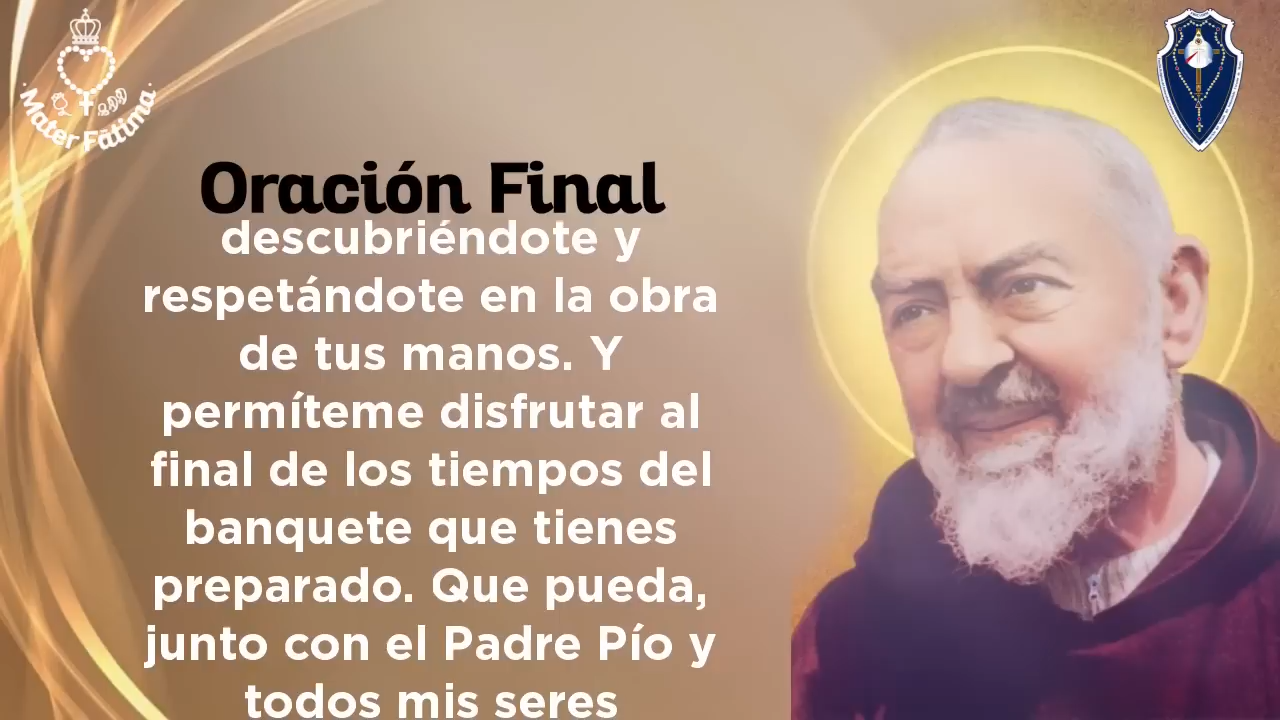 Mater Fátima
Oración Final
descubriéndote y
respetándote en la obra
de tus manos. Y
permíteme disfrutar al
final de los tiempos del
banquete que tienes
preparado. Que pueda,
junto con el Padre Pío y
todos mis seres